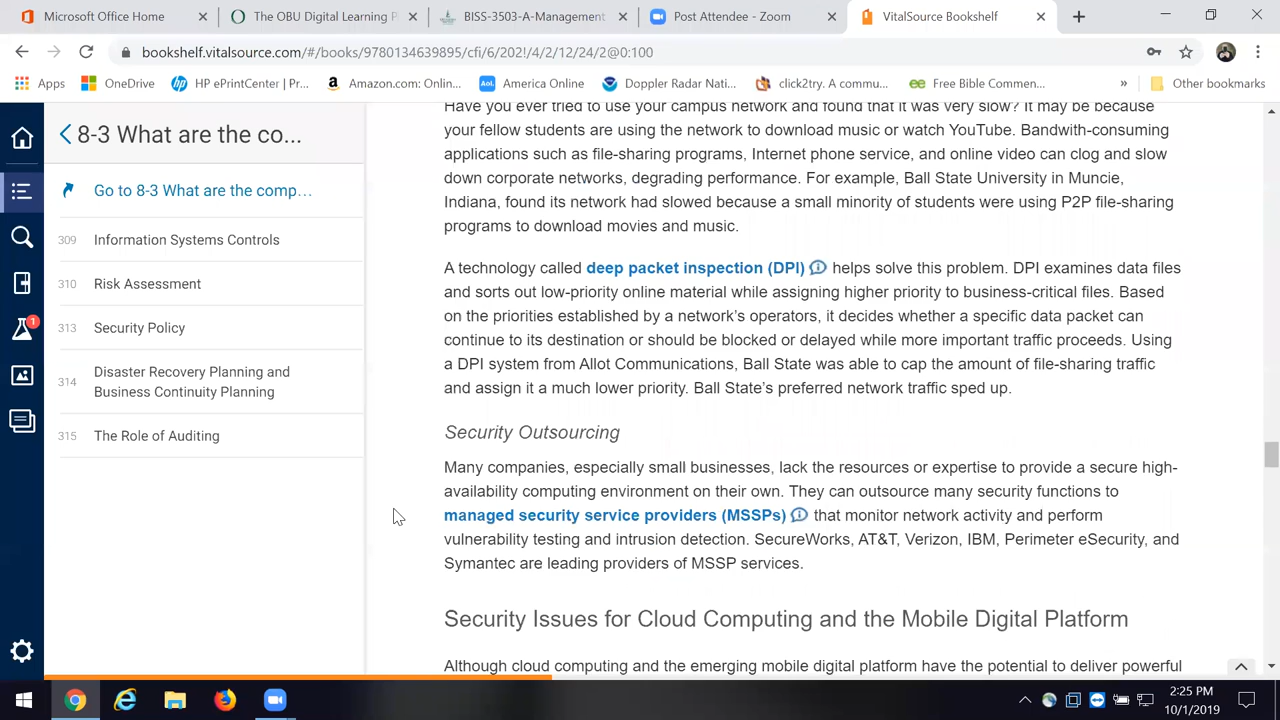 Microsoft Office Home
The OBU Digital Learning P
BISS-3503-A-Management
Post Attendee - Zoom
VitalSource Bookshelf
bookshelf.vitalsource.com/#/books/9780134639895/cfi/6/202!/4/2/12/24/2@0:100
Apps
OneDrive
HP ePrintCenter | Pr...
Amazon.com: Onlin...
Aol.
America Online
Doppler Radar Nati...
click2try. A commu...
Free Bible Commen...
»
Other bookmarks
8-3 What are the co...
Go to 8-3 What are the comp...
309 Information Systems Controls
310 Risk Assessment
313 Security Policy
314 Disaster Recovery Planning and
Business Continuity Planning
315 The Role of Auditing
1
Have you ever tried to use your campus network and found that it was very slow? It may be because
your fellow students are using the network to download music or watch YouTube. Bandwith-consuming
applications such as file-sharing programs, Internet phone service, and online video can clog and slow
down corporate networks, degrading performance. For example, Ball State University in Muncie,
Indiana, found its network had slowed because a small minority of students were using P2P file-sharing
programs to download movies and music.
A technology called deep packet inspection (DPI) helps solve this problem. DPI examines data files
and sorts out low-priority online material while assigning higher priority to business-critical files. Based
on the priorities established by a network's operators, it decides whether a specific data packet can
continue to its destination or should be blocked or delayed while more important traffic proceeds. Using
a DPI system from Allot Communications, Ball State was able to cap the amount of file-sharing traffic
and assign it a much lower priority. Ball State's preferred network traffic sped up.
Security Outsourcing
Many companies, especially small businesses, lack the resources or expertise to provide a secure high-
availability computing environment on their own. They can outsource many security functions to
managed security service providers (MSSPs) that monitor network activity and perform
vulnerability testing and intrusion detection. SecureWorks, AT&T, Verizon, IBM, Perimeter eSecurity, and
Symantec are leading providers of MSSP services.
Security Issues for Cloud Computing and the Mobile Digital Platform
Although cloud computing and the emerging mobile digital platform have the potential to deliver powerful
2:25 PM
10/1/2019